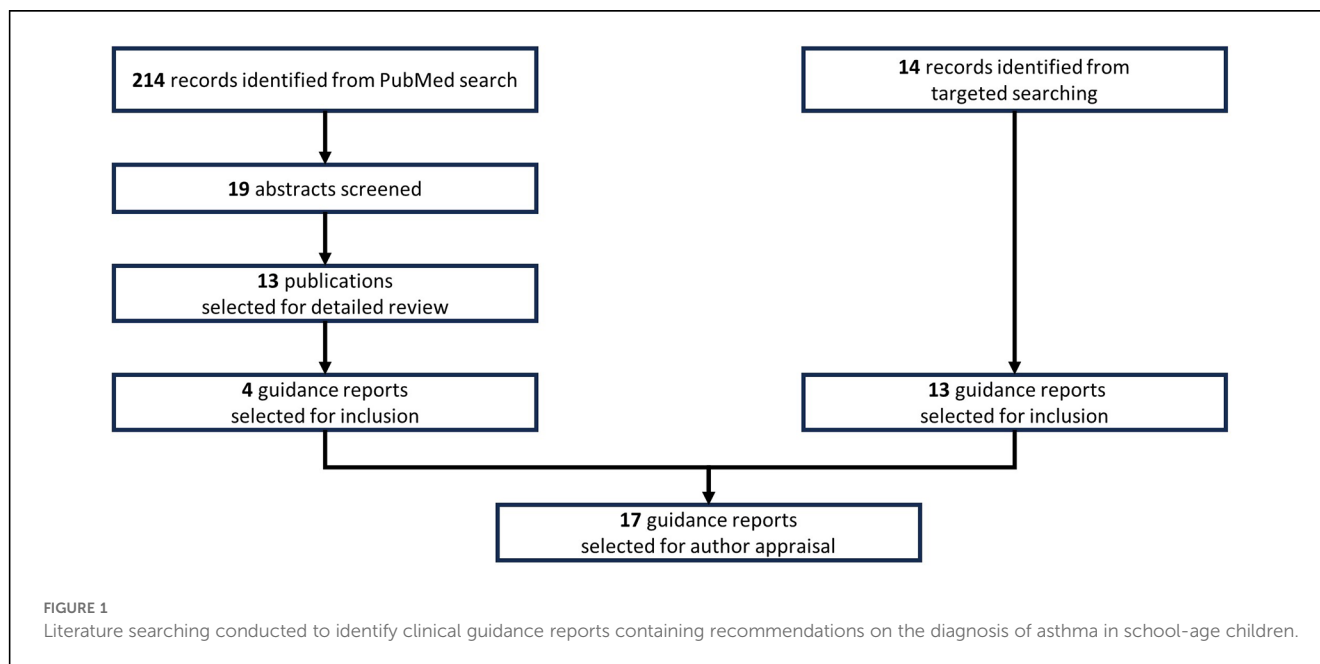 214 records identified from PubMed search
14 records identified from
targeted searching
19 abstracts screened
13 publications
selected for detailed review
4 guidance reports
selected for inclusion
13 guidance reports
selected for inclusion
17 guidance reports
selected for author appraisal
FIGURE 1
Literature searching conducted to identify clinical guidance reports containing recommendations on the diagnosis of asthma in school-age children.